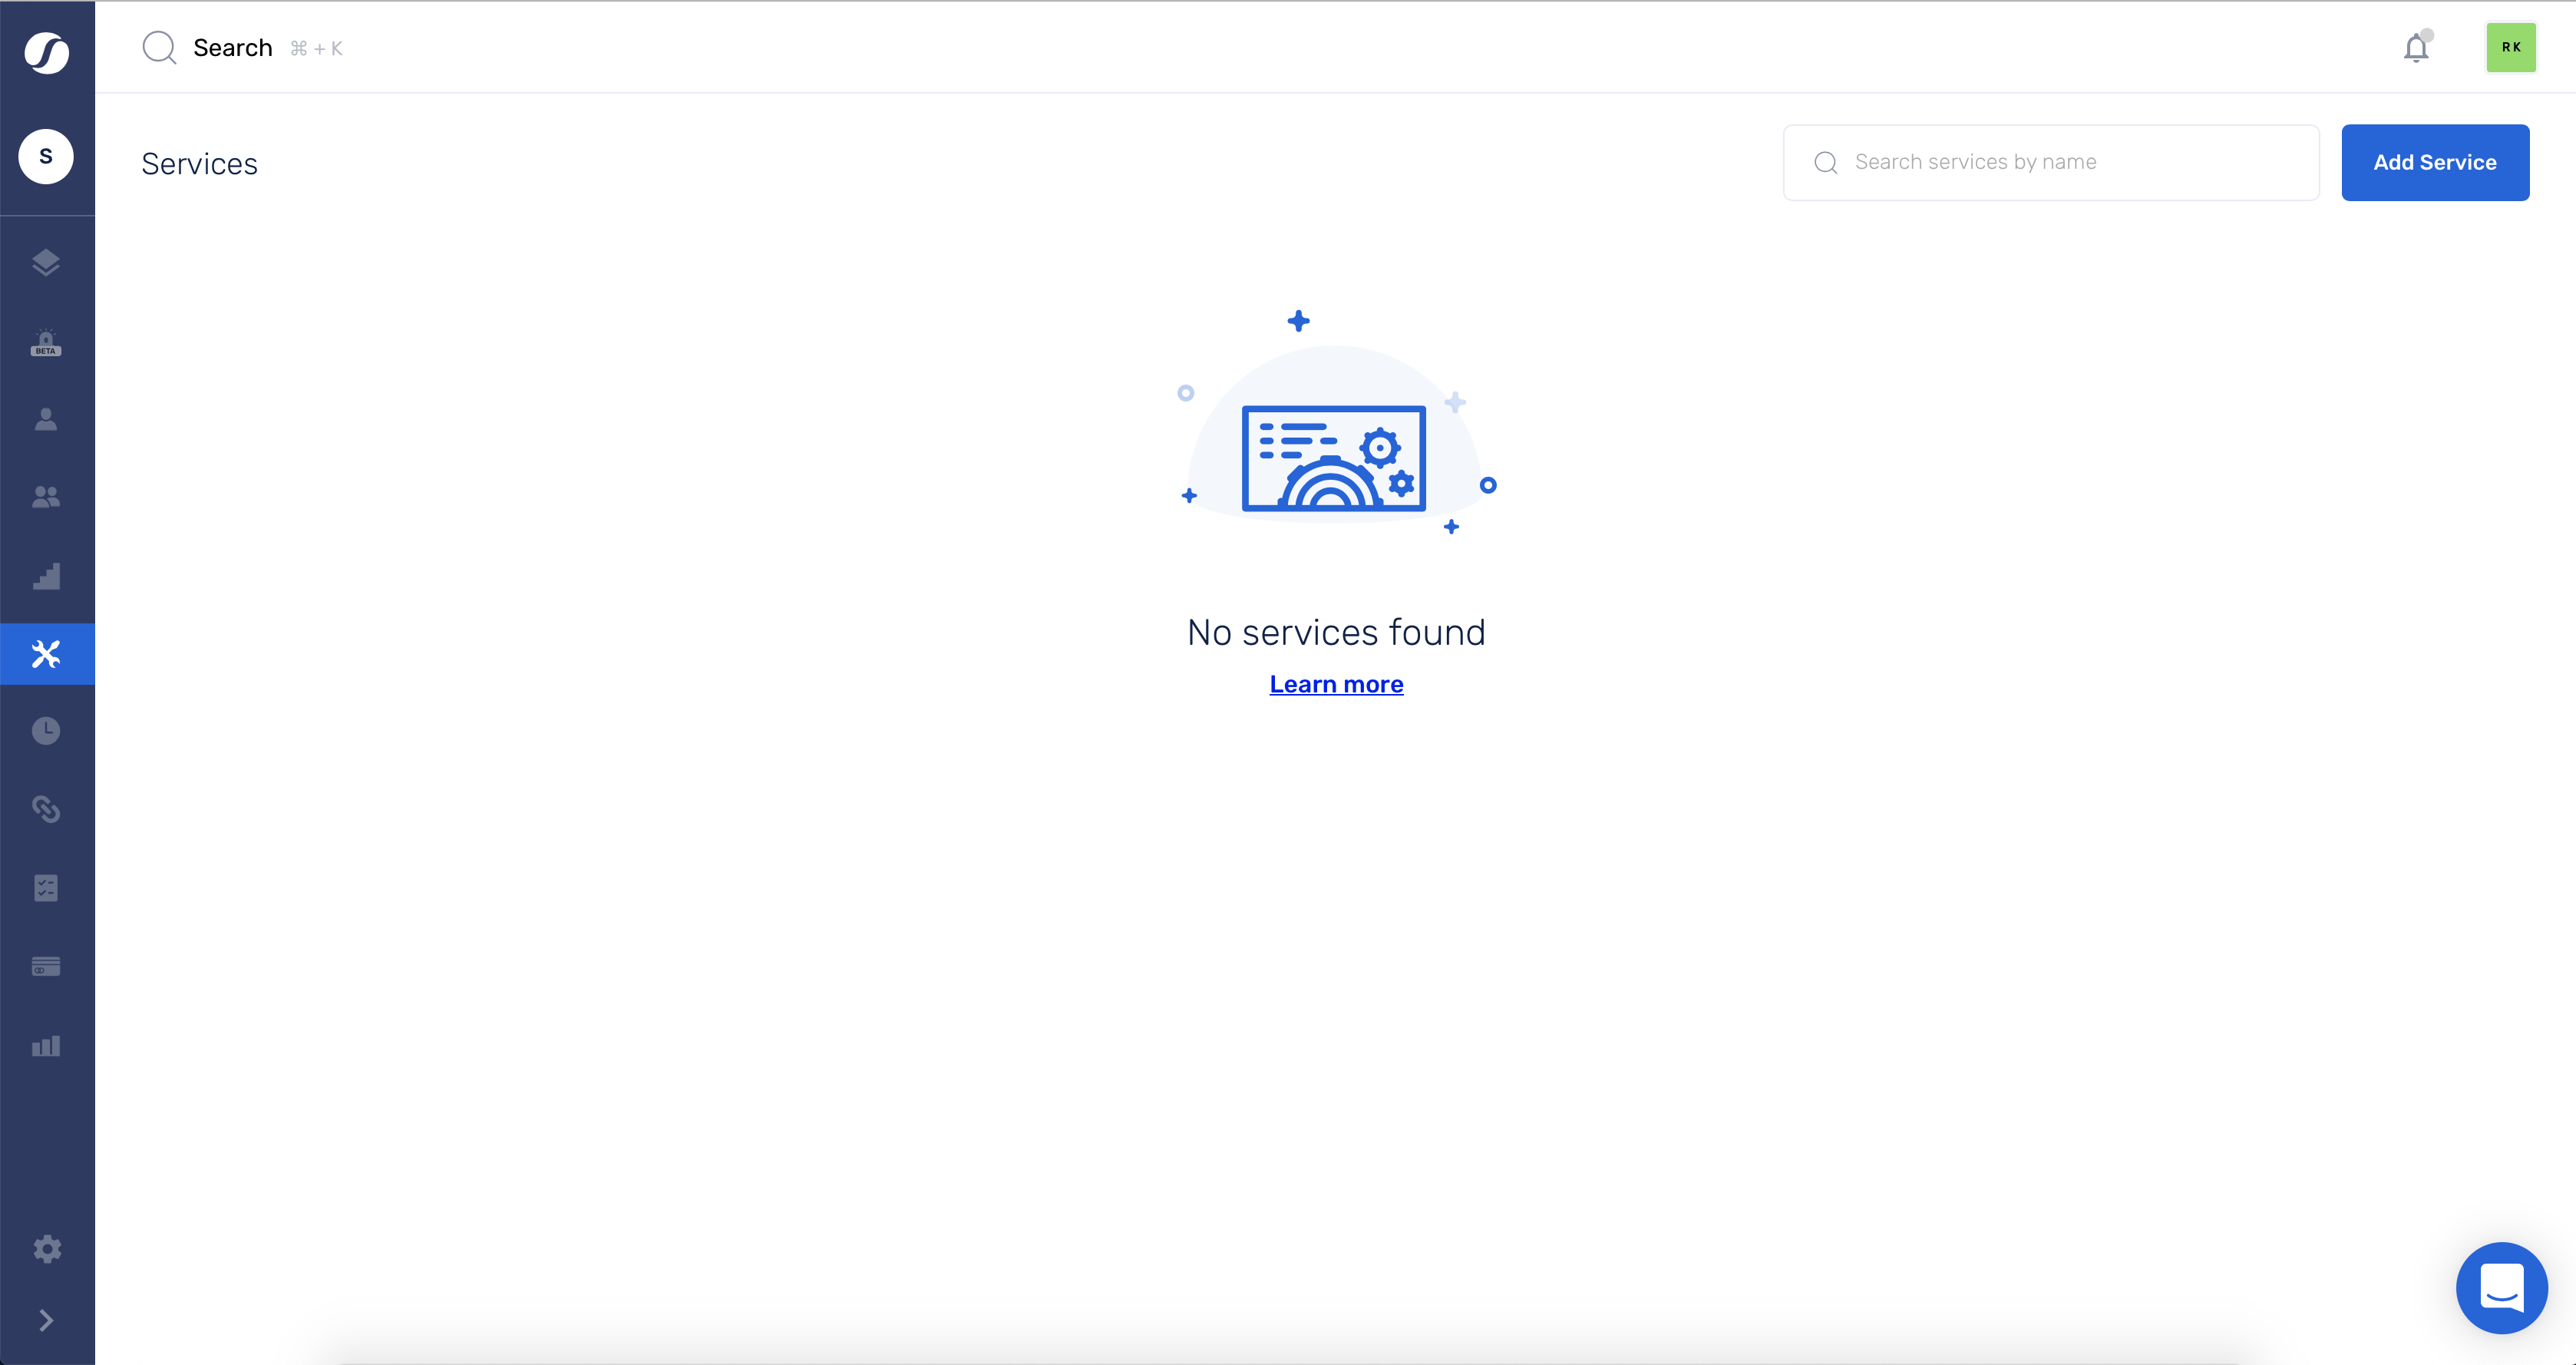 Search ⌘ + K
RK
S
Services
Search services by name
Add Service
BETA
No services found
Learn more